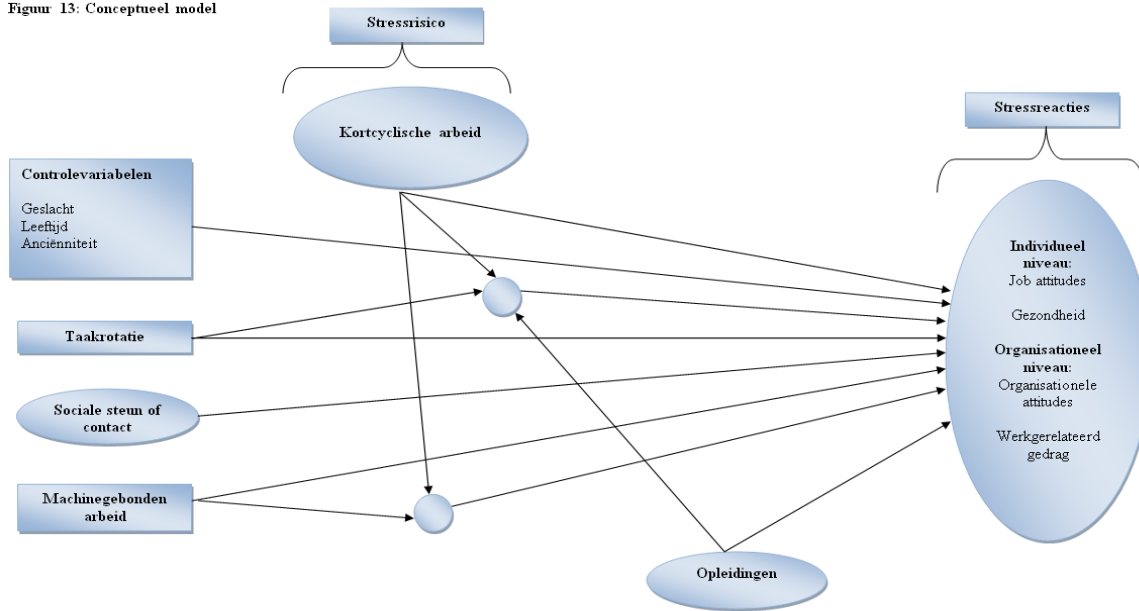 Figuur 13: Conceptueel model
Stressrisico
Kortcyclische arbeid
Stressreacties
Controlevariabelen
Geslacht
Leeftijd
Anciënniteit
Taakrotatie
Sociale steun of
contact
Machinegebonden
arbeid
Opleidingen
Individueel
niveau:
Job attitudes
Gezondheid
Organisationeel
niveau:
Organisationele
attitudes
Werkgerelateerd
gedrag